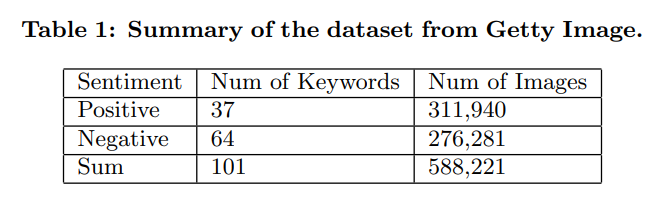 Table 1: Summary of the dataset from Getty Image.
Sentiment Num of Keywords Num of Images
Positive 37 311,940
Negative 64 276,281
Sum 101 588,221